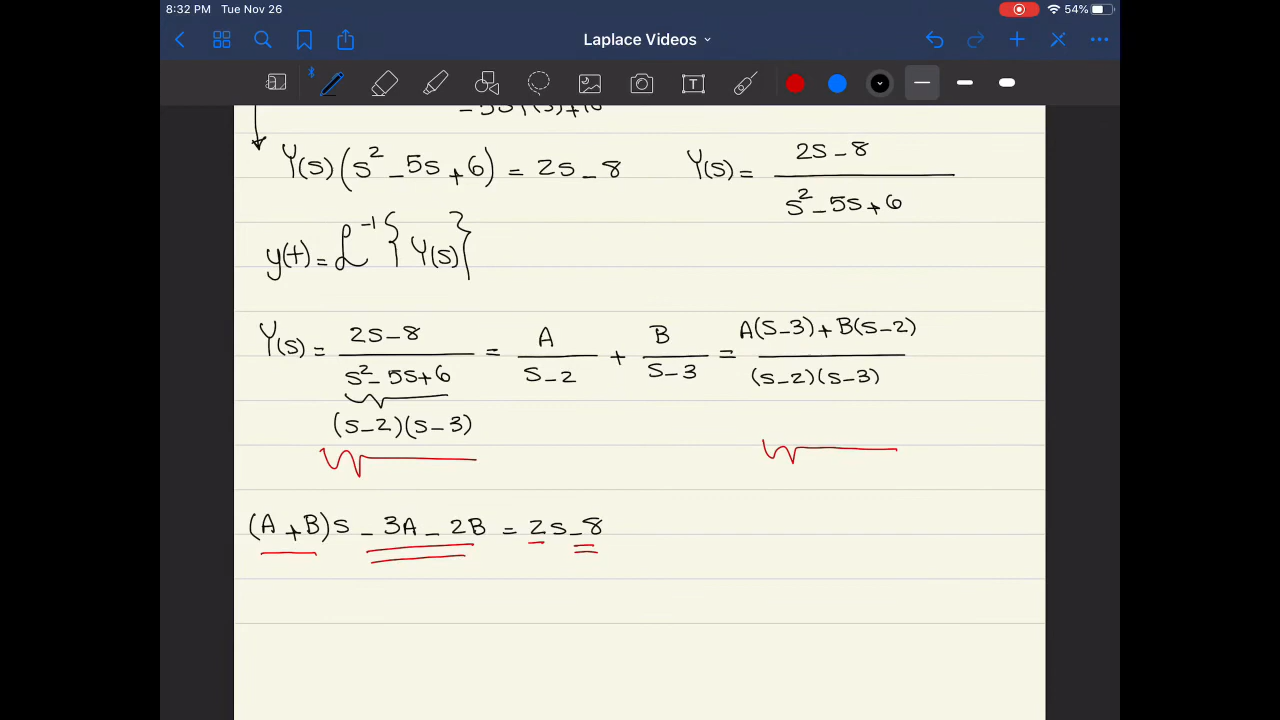 8:32 PM Tue Nov 26 54%
Laplace Videos
Y(s)(s² - 5s + 6) = 2s - 8
Y(s) = (2s - 8)/(s² - 5s + 6)
y(t) = ℒ⁻¹{Y(s)}
Y(s) = (2s - 8)/(s² - 5s + 6) = A/(s - 2) + B/(s - 3) = (A(s - 3) + B(s - 2))/((s - 2)(s - 3))
(s - 2)(s - 3)
(A + B)s - 3A - 2B = 2s - 8